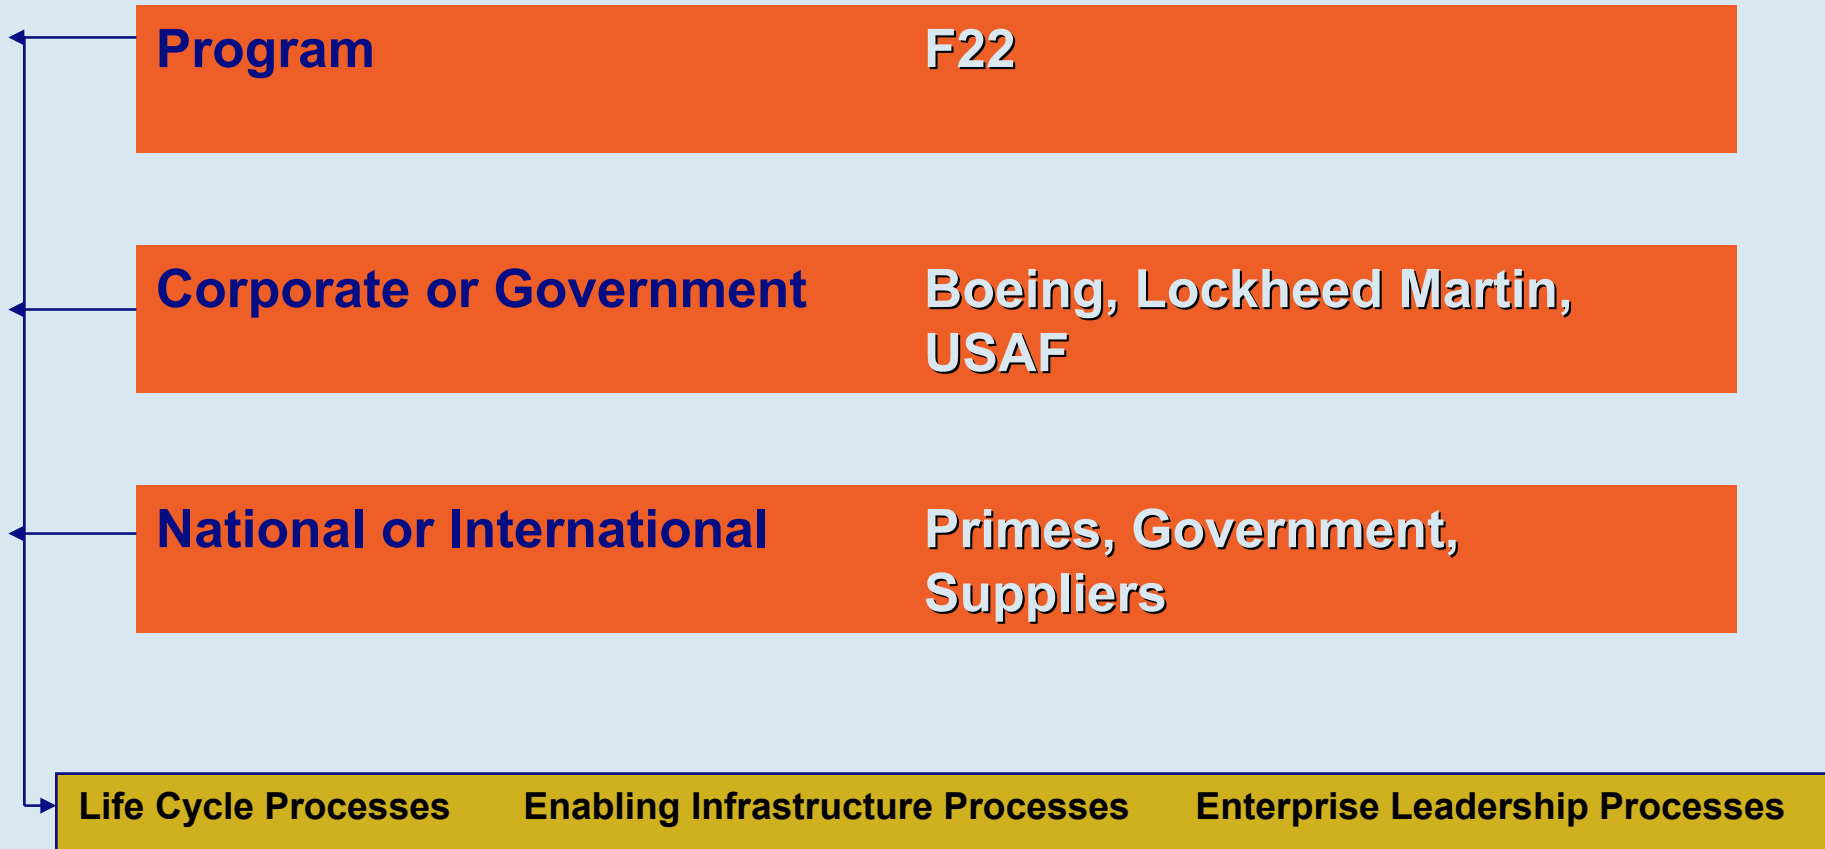 Program F22
Corporate or Government Boeing, Lockheed Martin,
USAF
National or International Primes, Government,
Suppliers
Life Cycle Processes Enabling Infrastructure Processes Enterprise Leadership Processes